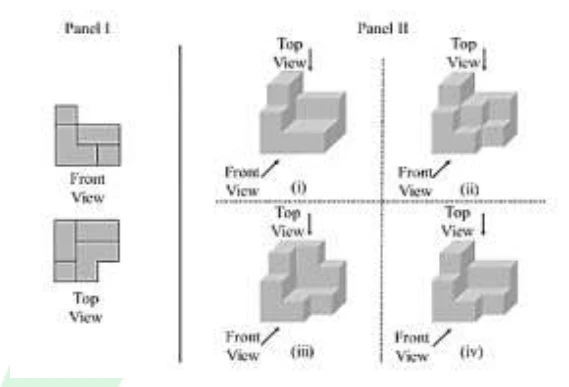 Panel I
Panel II
Front
View
Top
View
Top
View
Front
View
(i)
Top
View
Front
View
(ii)
Top
View
Front
View
(iii)
Top
View
Front
View
(iv)